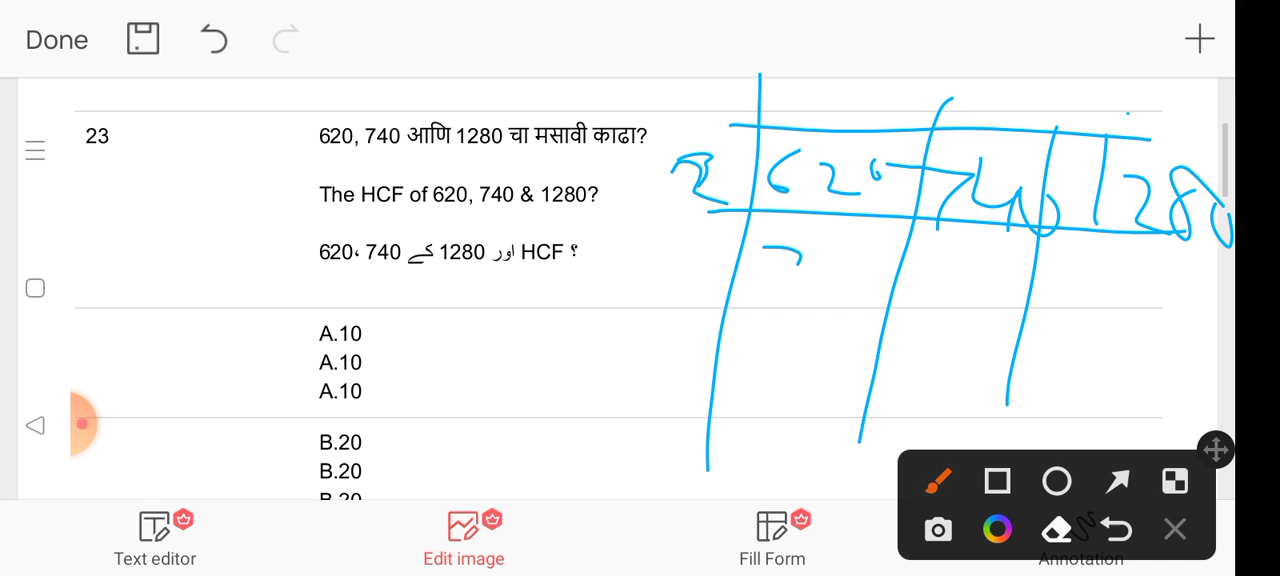 Done
23
620, 740 आणि 1280 चा मसावी काढा?
The HCF of 620, 740 & 1280?
620، 740 اور 1280 کے HCF ؟
2 620 740 1280
A.10
A.10
A.10
B.20
B.20
B.20
Text editor
Edit image
Fill Form
Annotation